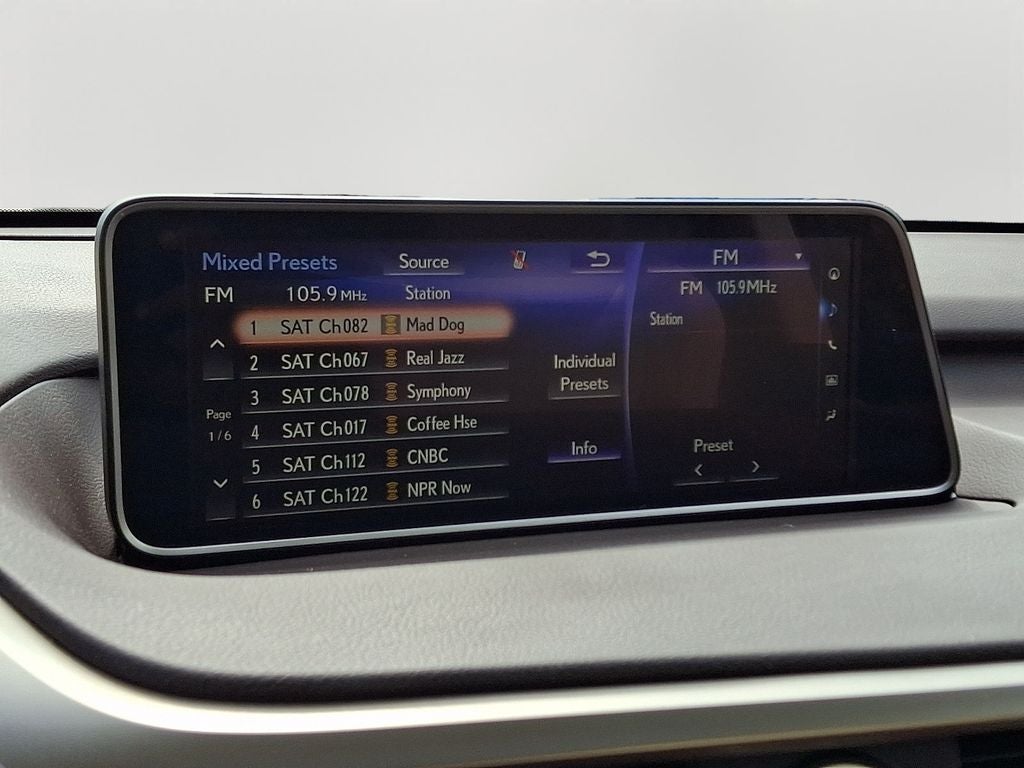 Mixed Presets Source FM
FM 105.9 MHz Station
FM 105.9MHz
Station
1 SAT Ch082 Mad Dog
2 SAT Ch067 Real Jazz
3 SAT Ch078 Symphony
4 SAT Ch017 Coffee Hse
5 SAT Ch112 CNBC
6 SAT Ch122 NPR Now
Page
1/6
Individual
Presets
Info
Preset